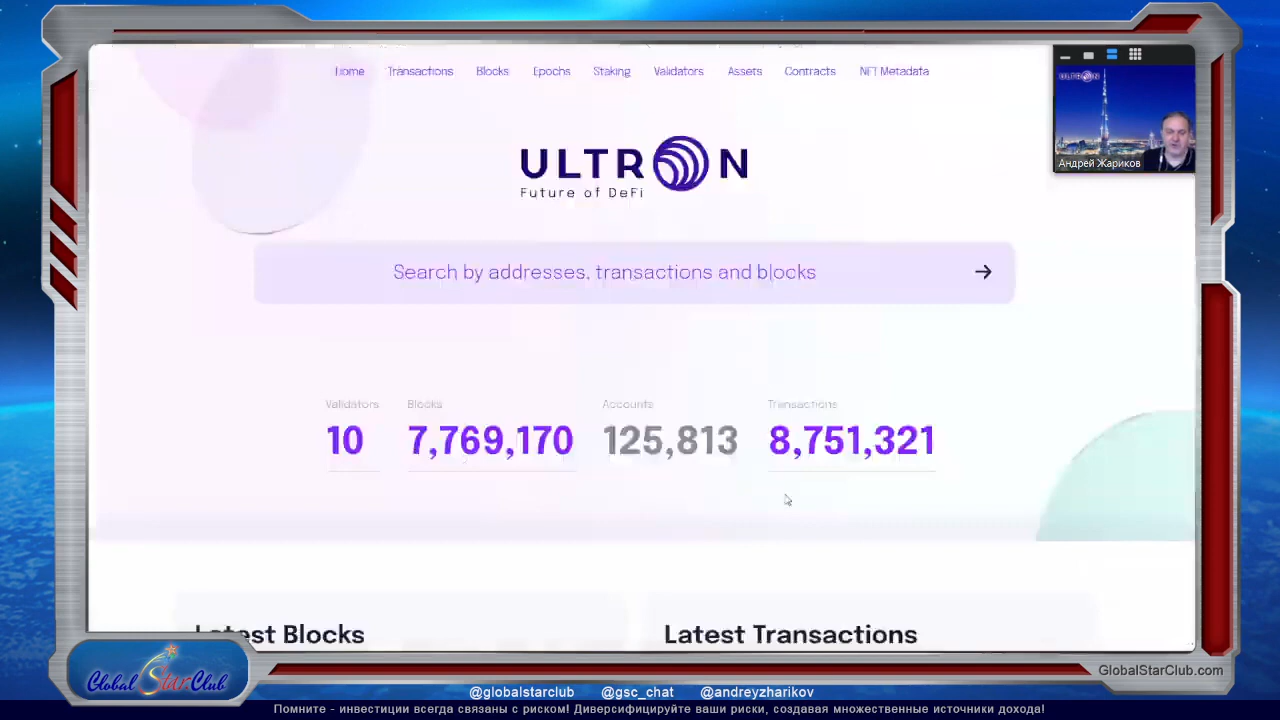 Home Transactions Blocks Epochs Staking Validators Assets Contracts NFT Metadata
ULTRON
Андрей Жариков
ULTRON
Future of DeFi
Search by addresses, transactions and blocks
Validators Blocks Accounts Transactions
10 7,769,170 125,813 8,751,321
Latest Blocks Latest Transactions
Global Star Club
GlobalStarClub.com
@globalstarclub @gsc_chat @andreyzharikov
Помните - инвестиции всегда связаны с риском! Диверсифицируйте ваши риски, создавая множественные источники дохода!